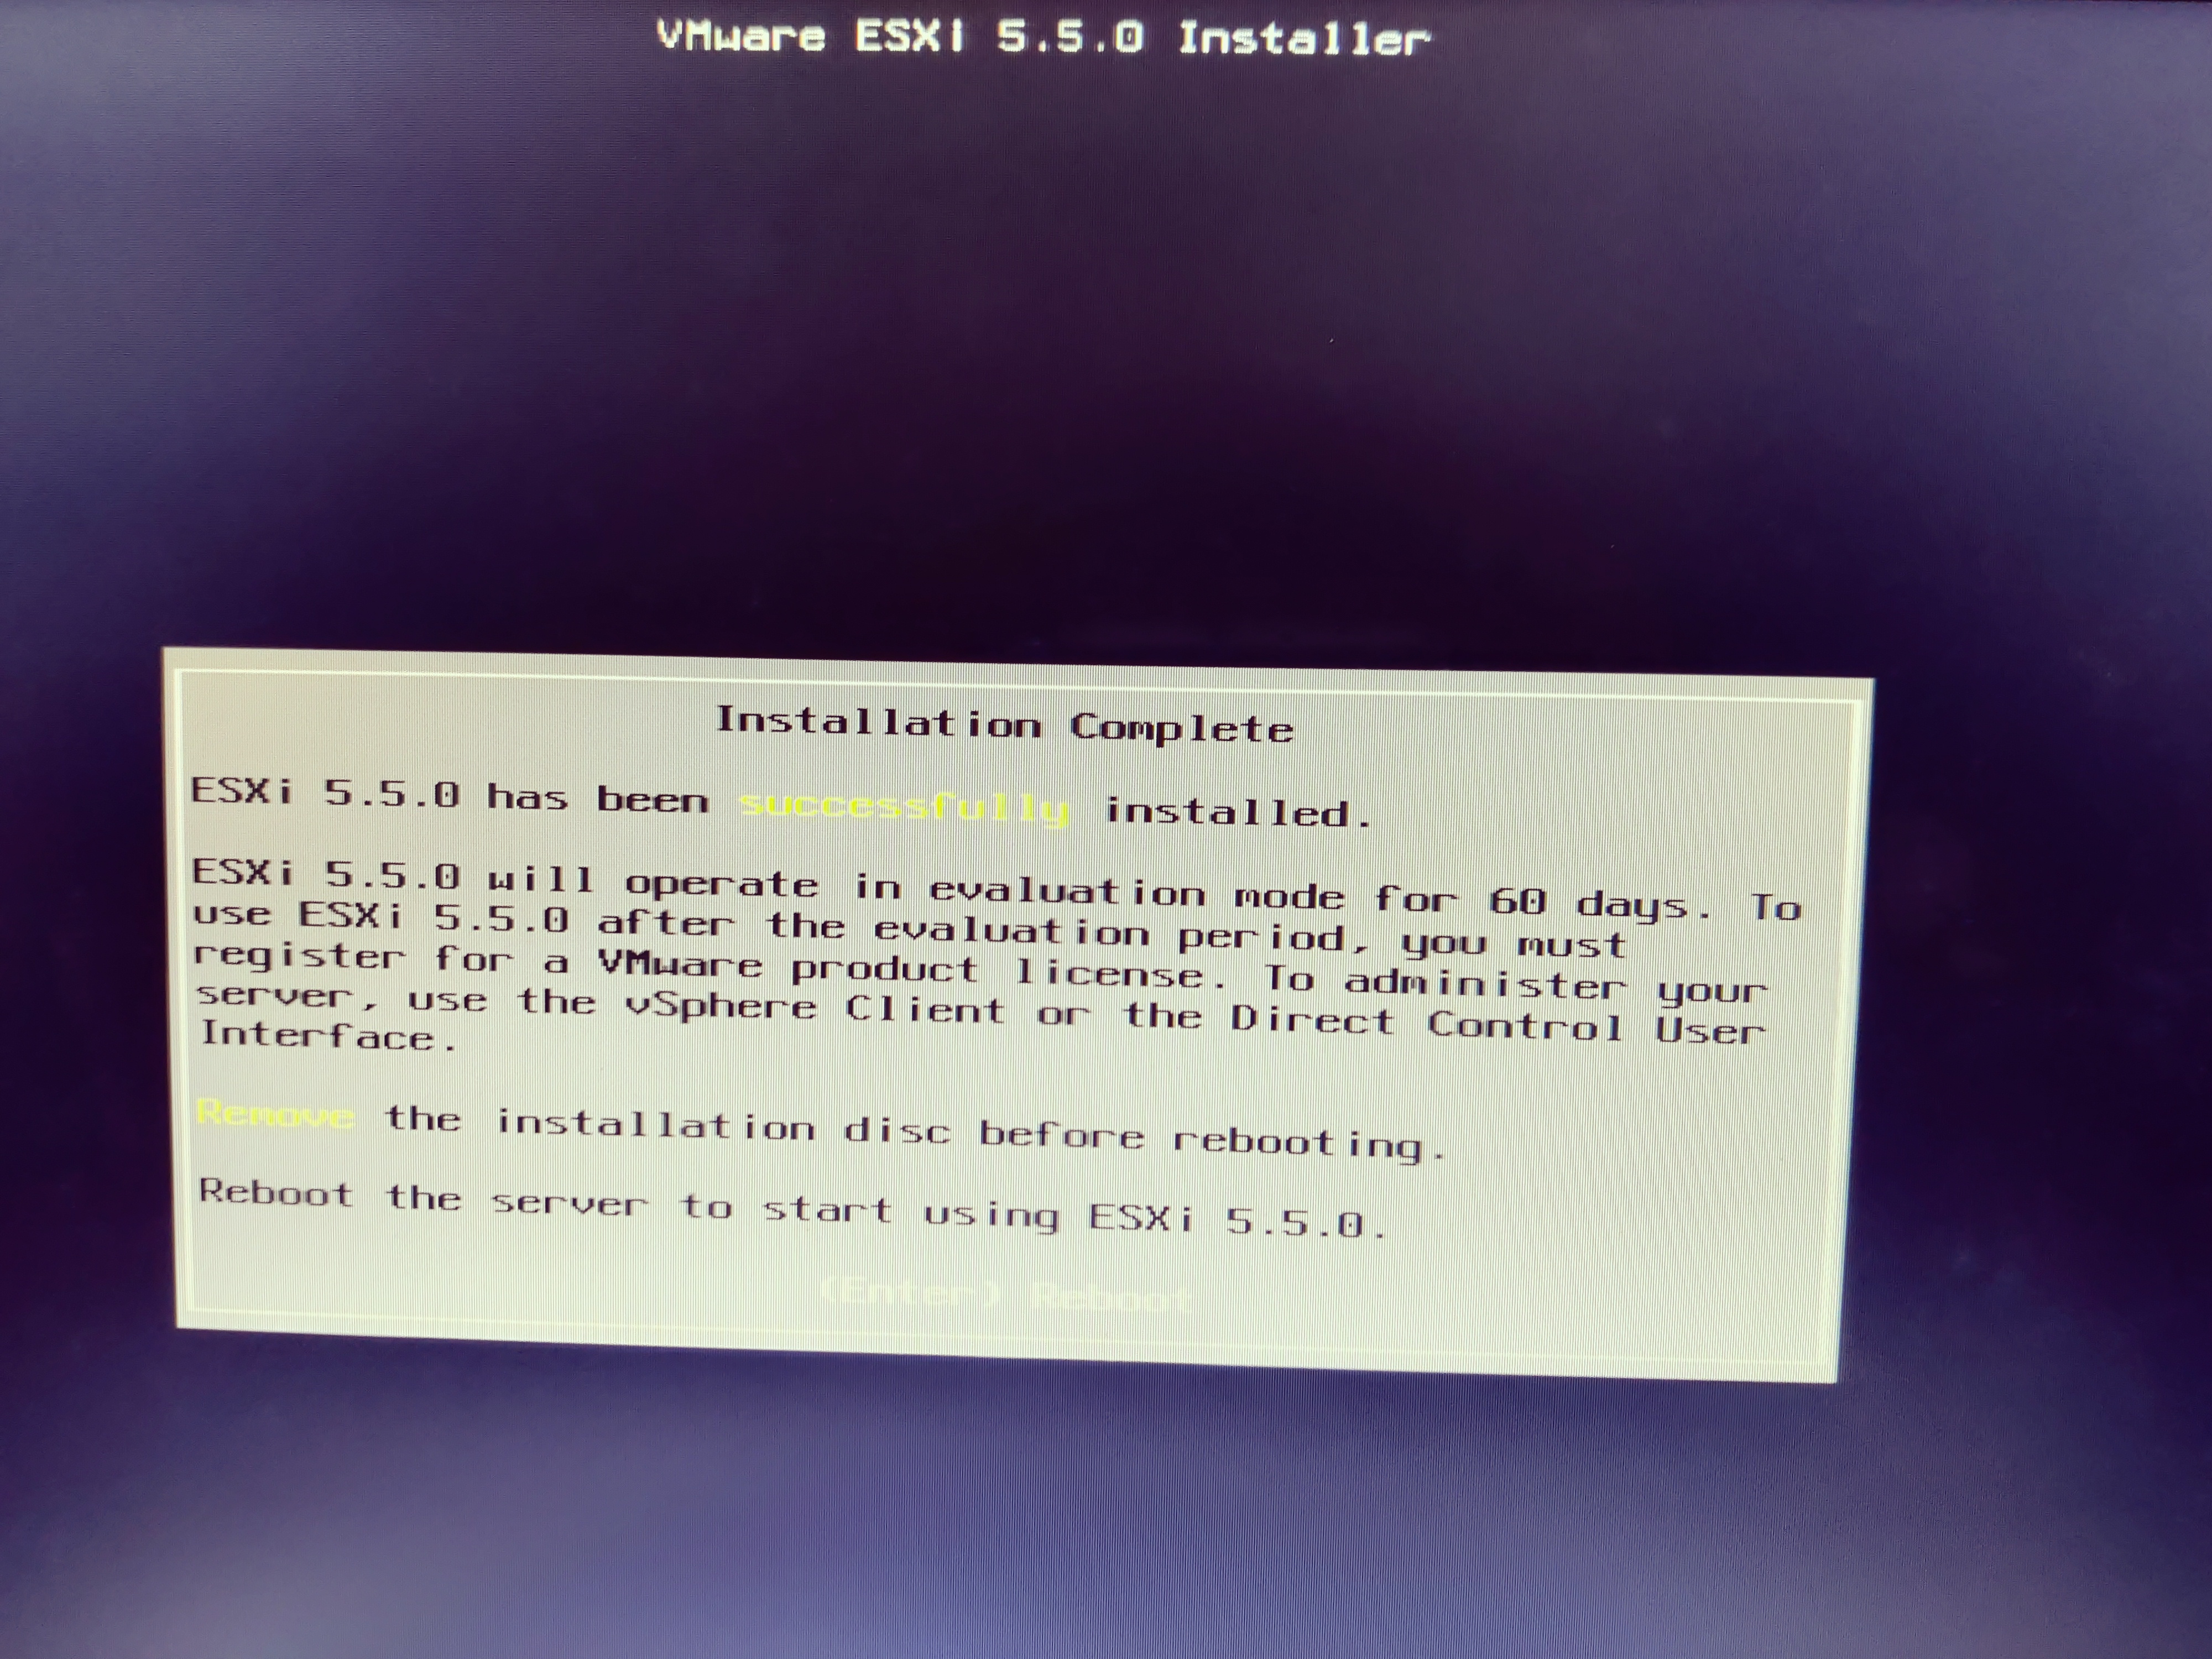 VMware ESXi 5.5.0 Installer
Installation Complete
ESXi 5.5.0 has been successfully installed.
ESXi 5.5.0 will operate in evaluation mode for 60 days. To
use ESXi 5.5.0 after the evaluation period, you must
register for a VMware product license. To administer your
server, use the vSphere Client or the Direct Control User
Interface.
Remove the installation disc before rebooting.
Reboot the server to start using ESXi 5.5.0.
(Enter) Reboot